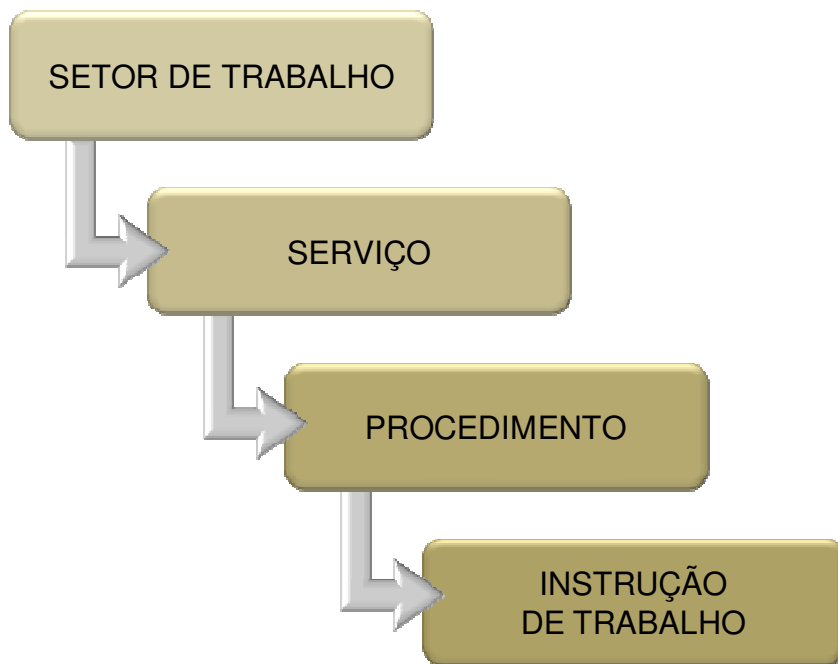 SETOR DE TRABALHO
SERVIÇO
PROCEDIMENTO
INSTRUÇÃO
DE TRABALHO